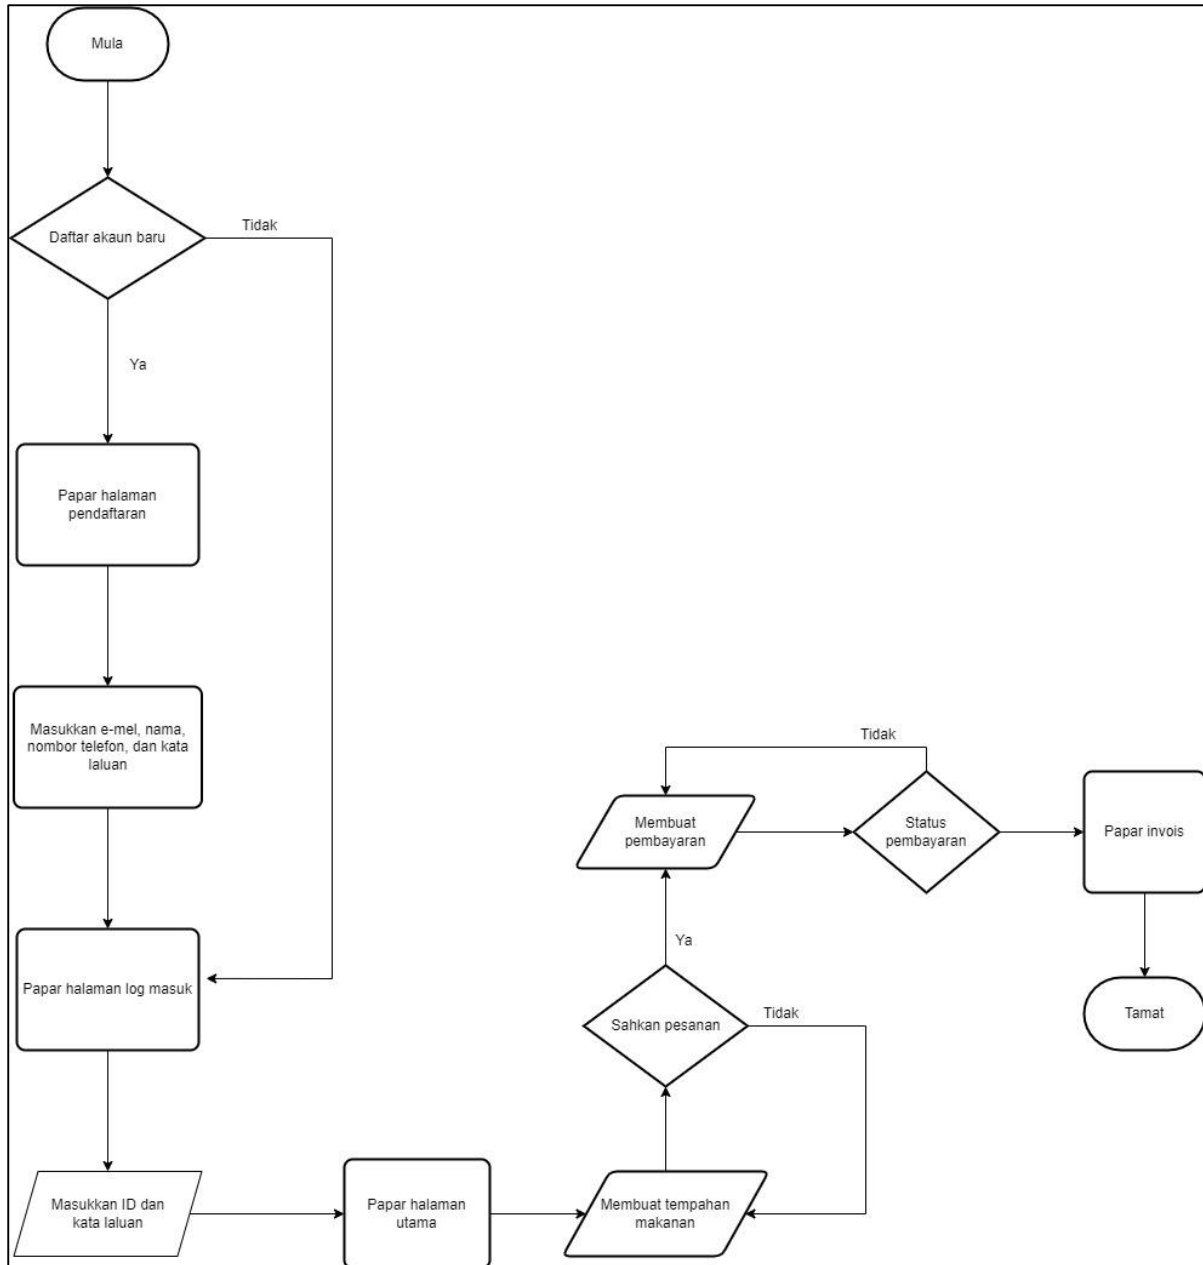 Mula
Daftar akaun baru
Tidak
Ya
Papar halaman
pendaftaran
Masukkan e-mel, nama,
nombor telefon, dan kata
laluan
Papar halaman log masuk
Masukkan ID dan
kata laluan
Papar halaman
utama
Membuat tempahan
makanan
Sahkan pesanan
Tidak
Ya
Membuat
pembayaran
Status
pembayaran
Tidak
Papar invois
Tamat